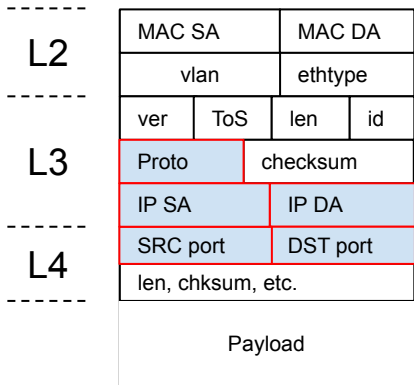 L2
MAC SA MAC DA
vlan ethtype
L3
ver ToS len id
Proto checksum
IP SA IP DA
L4
SRC port DST port
len, chksum, etc.
Payload